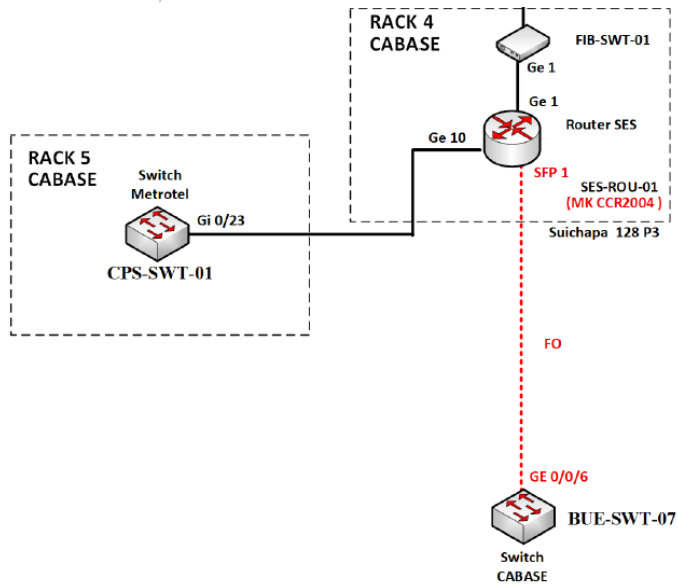 RACK 4
CABASE
FIB-SWT-01
Ge 1
Ge 1
Router SES
Ge 10
SFP 1
SES-ROU-01
(MK CCR2004 )
Suichapa 128 P3
RACK 5
CABASE
Switch
Metrotel
Gi 0/23
CPS-SWT-01
FO
GE 0/0/6
BUE-SWT-07
Switch
CABASE